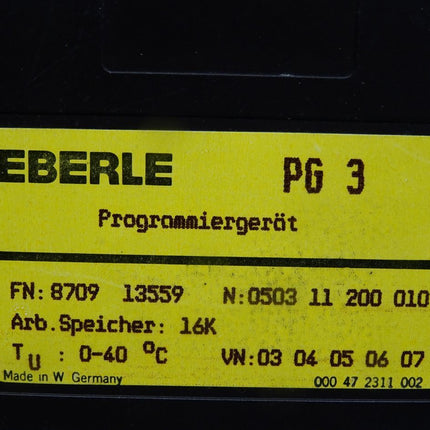 EBERLE PG 3
Programmiergerät
FN: 8709 13559 N: 0503 11 200 010
Arb.Speicher: 16K
TU : 0-40 °C VN: 03 04 05 06 07
Made in W Germany 000 47 2311 002